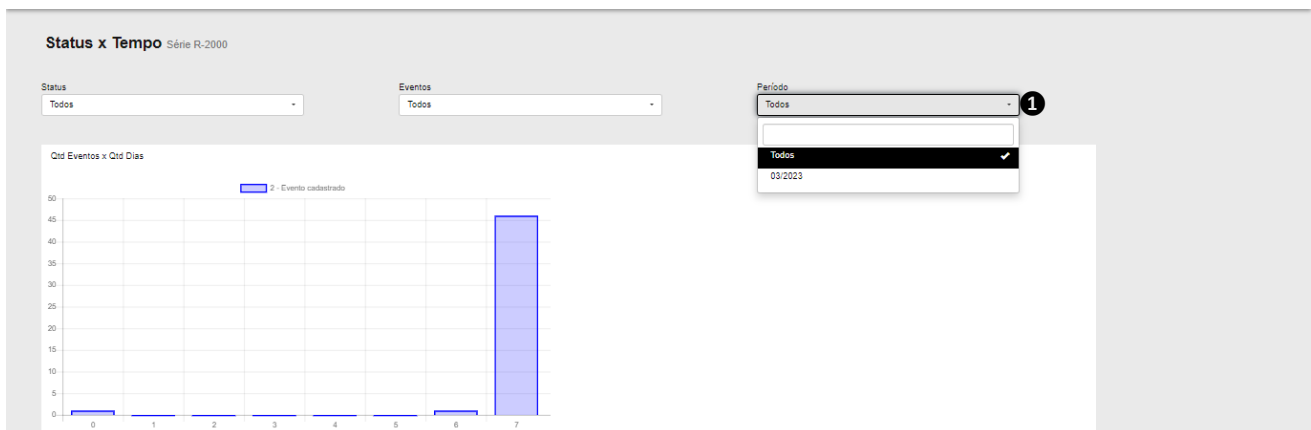 Status x Tempo Série R-2000
Status
Eventos
Período
Todos
Todos
Todos
1
Todos
03/2023
Qtd Eventos x Qtd Dias
2 - Evento cadastrado
50
45
40
35
30
25
20
15
10
5
0
0 1 2 3 4 5 6 7